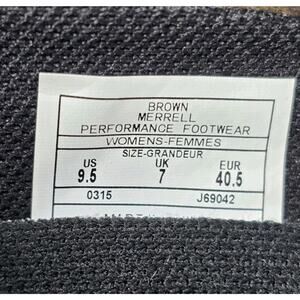 BROWN
MERRELL
PERFORMANCE FOOTWEAR
WOMENS-FEMMES
SIZE-GRANDEUR
US UK EUR
9.5 7 40.5
0315 J69042